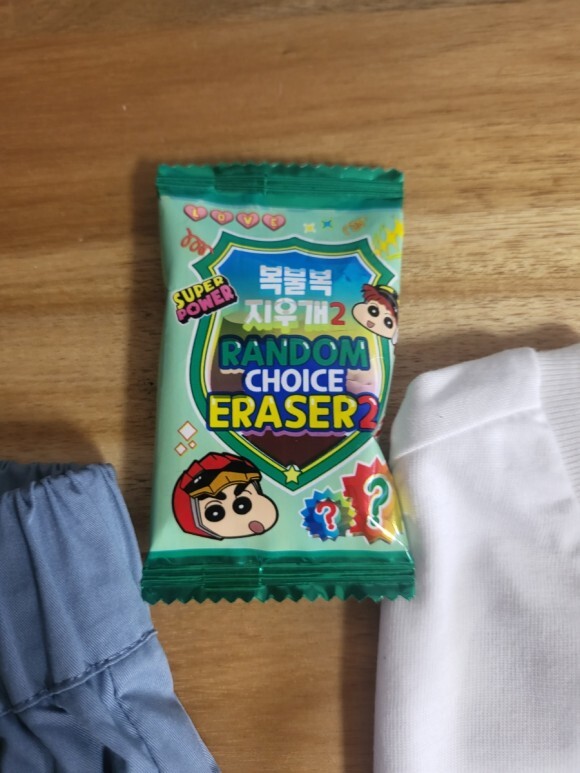 LOVE
SUPER
POWER
복불복
지우개2
RANDOM
CHOICE
ERASER2
?
?